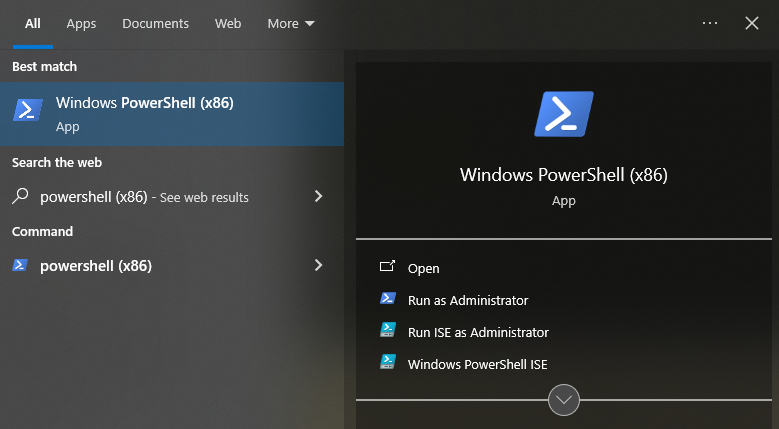 All Apps Documents Web More
Best match
Windows PowerShell (x86)
App
Search the web
powershell (x86) - See web results
Command
powershell (x86)
Windows PowerShell (x86)
App
Open
Run as Administrator
Run ISE as Administrator
Windows PowerShell ISE